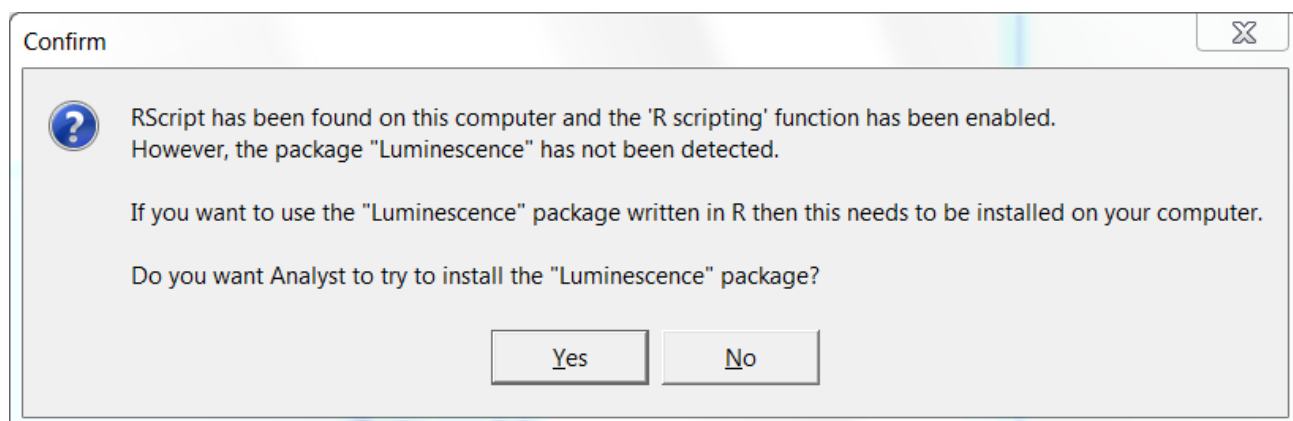 Confirm
RScript has been found on this computer and the 'R scripting' function has been enabled.
However, the package "Luminescence" has not been detected.
If you want to use the "Luminescence" package written in R then this needs to be installed on your computer.
Do you want Analyst to try to install the "Luminescence" package?
Yes
No